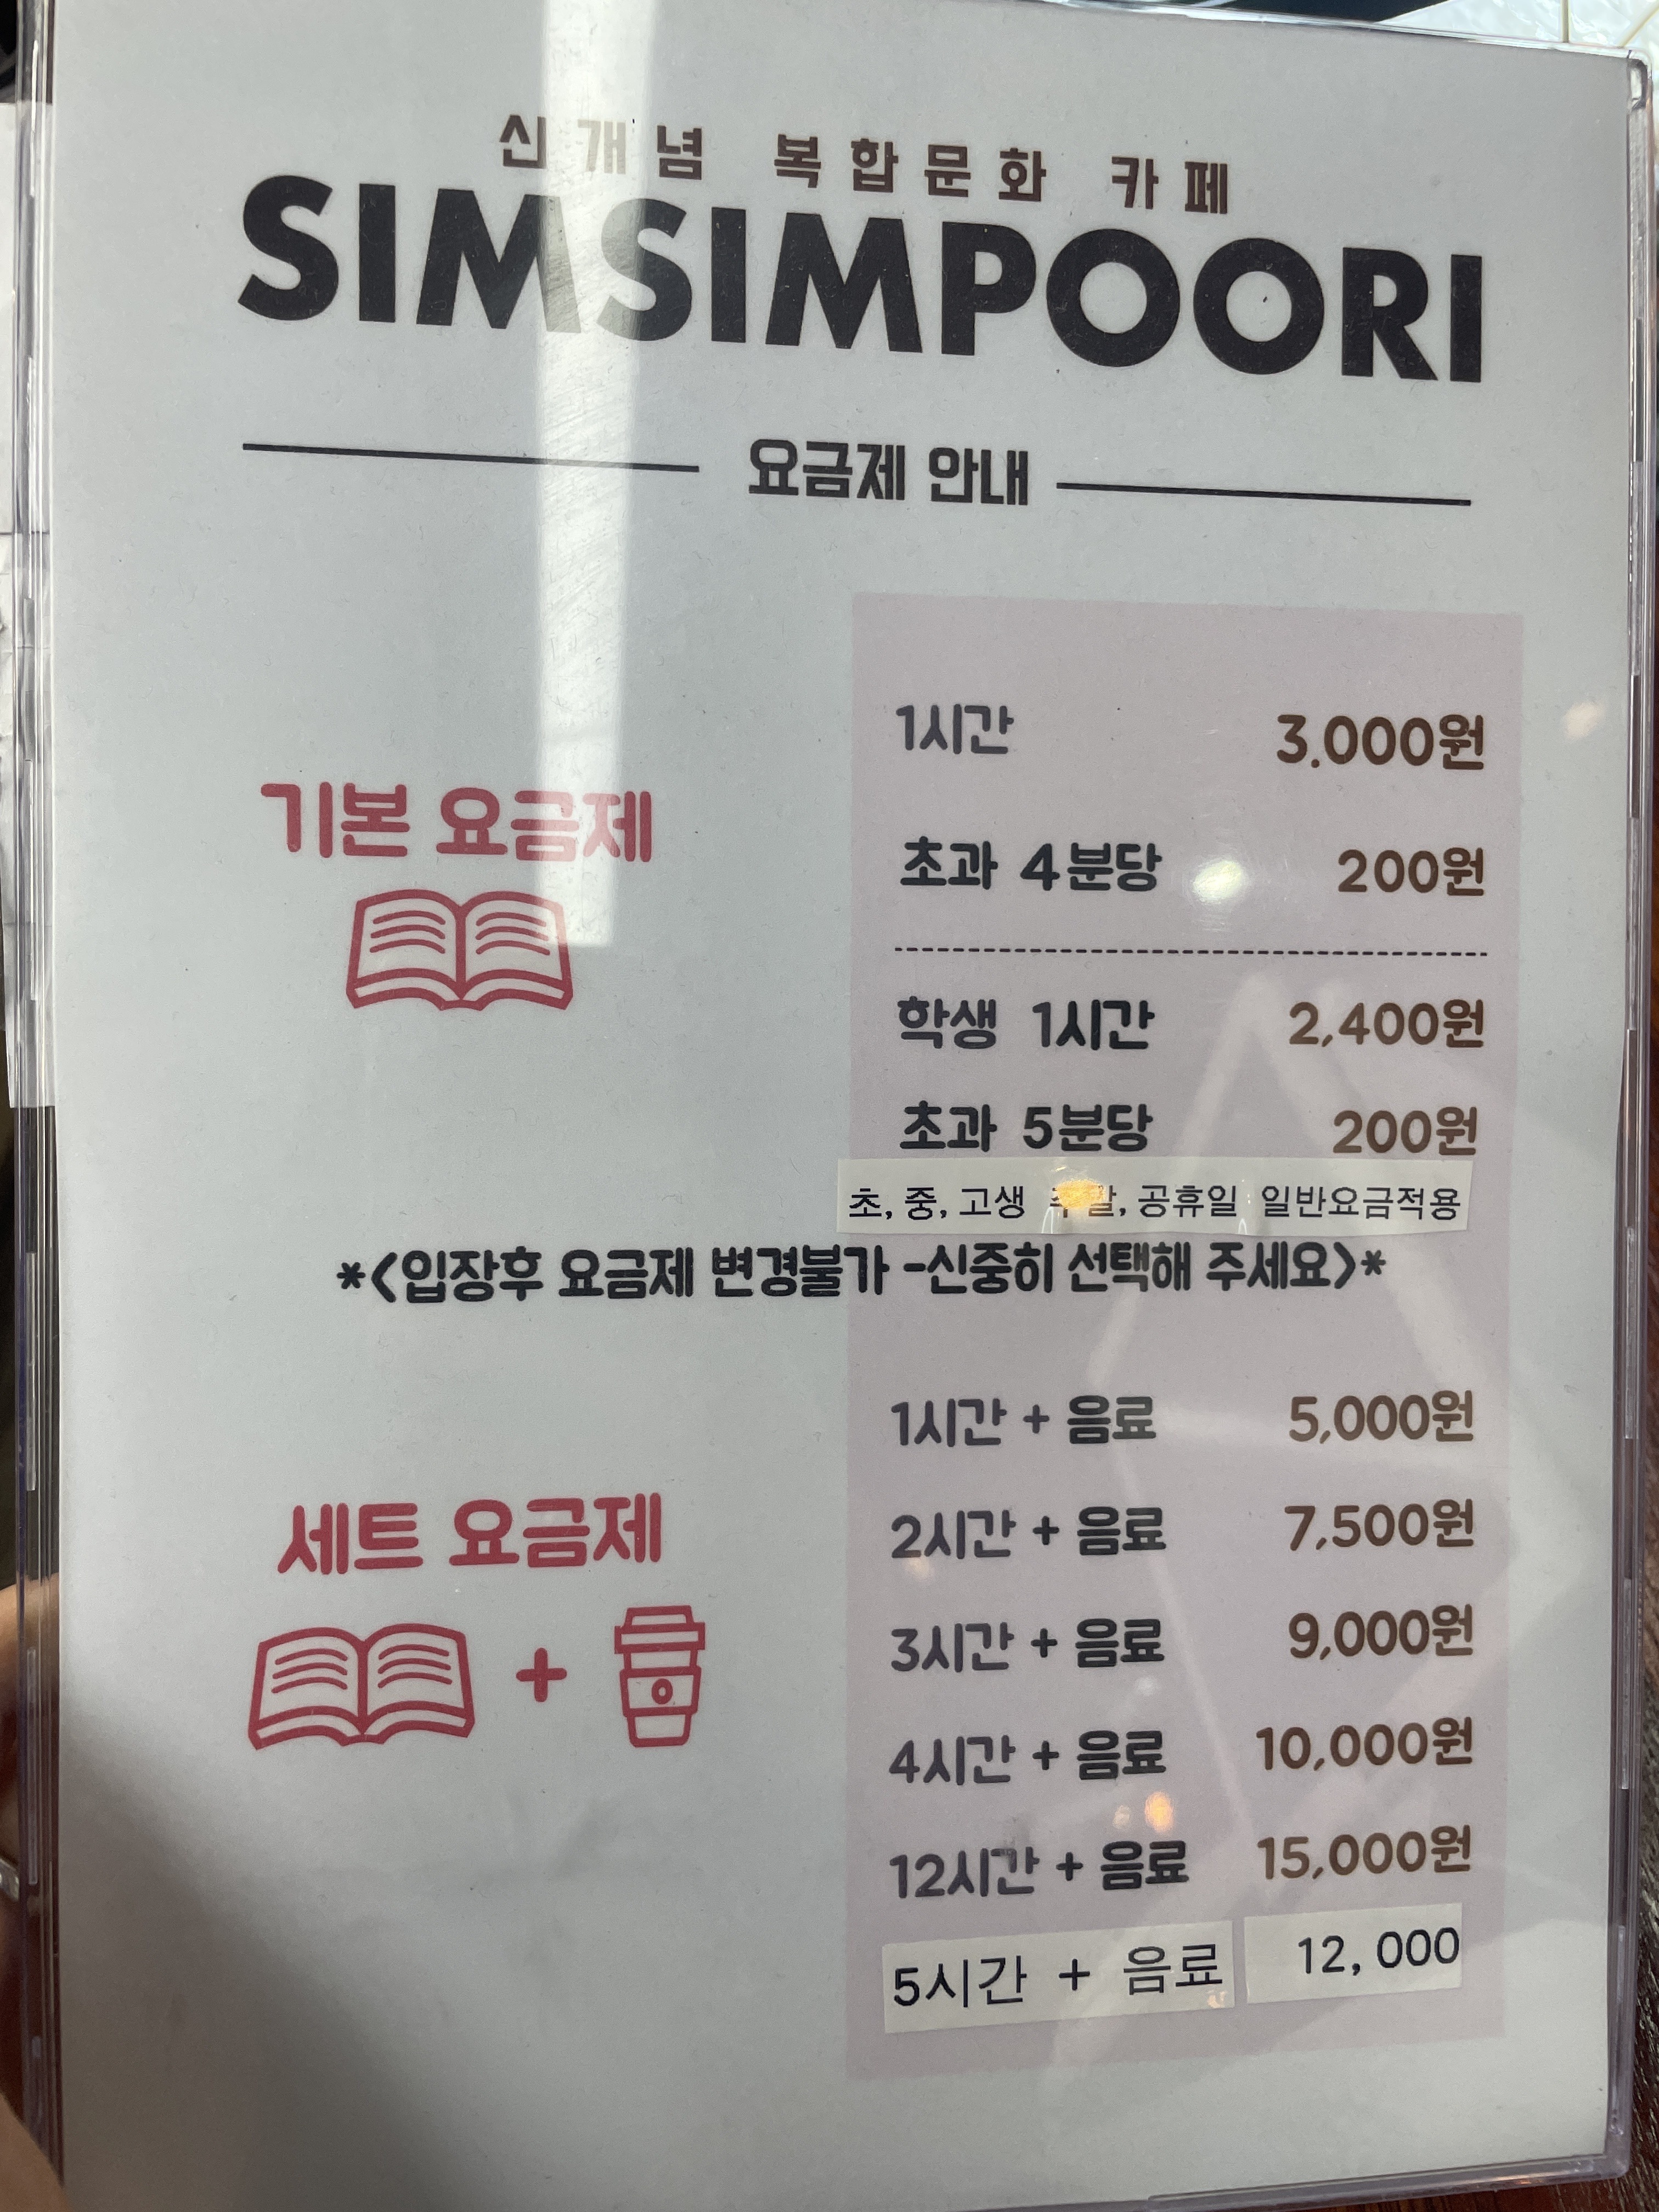 신개념 복합문화 카페
SIMSIMPOORI
요금제 안내
기본 요금제
1시간 3,000원
초과 4분당 200원
학생 1시간 2,400원
초과 5분당 200원
초, 중, 고생 주말, 공휴일 일반요금적용
*<입장후 요금제 변경불가 -신중히 선택해 주세요>*
세트 요금제
1시간 + 음료 5,000원
2시간 + 음료 7,500원
3시간 + 음료 9,000원
4시간 + 음료 10,000원
12시간 + 음료 15,000원
5시간 + 음료 12,000